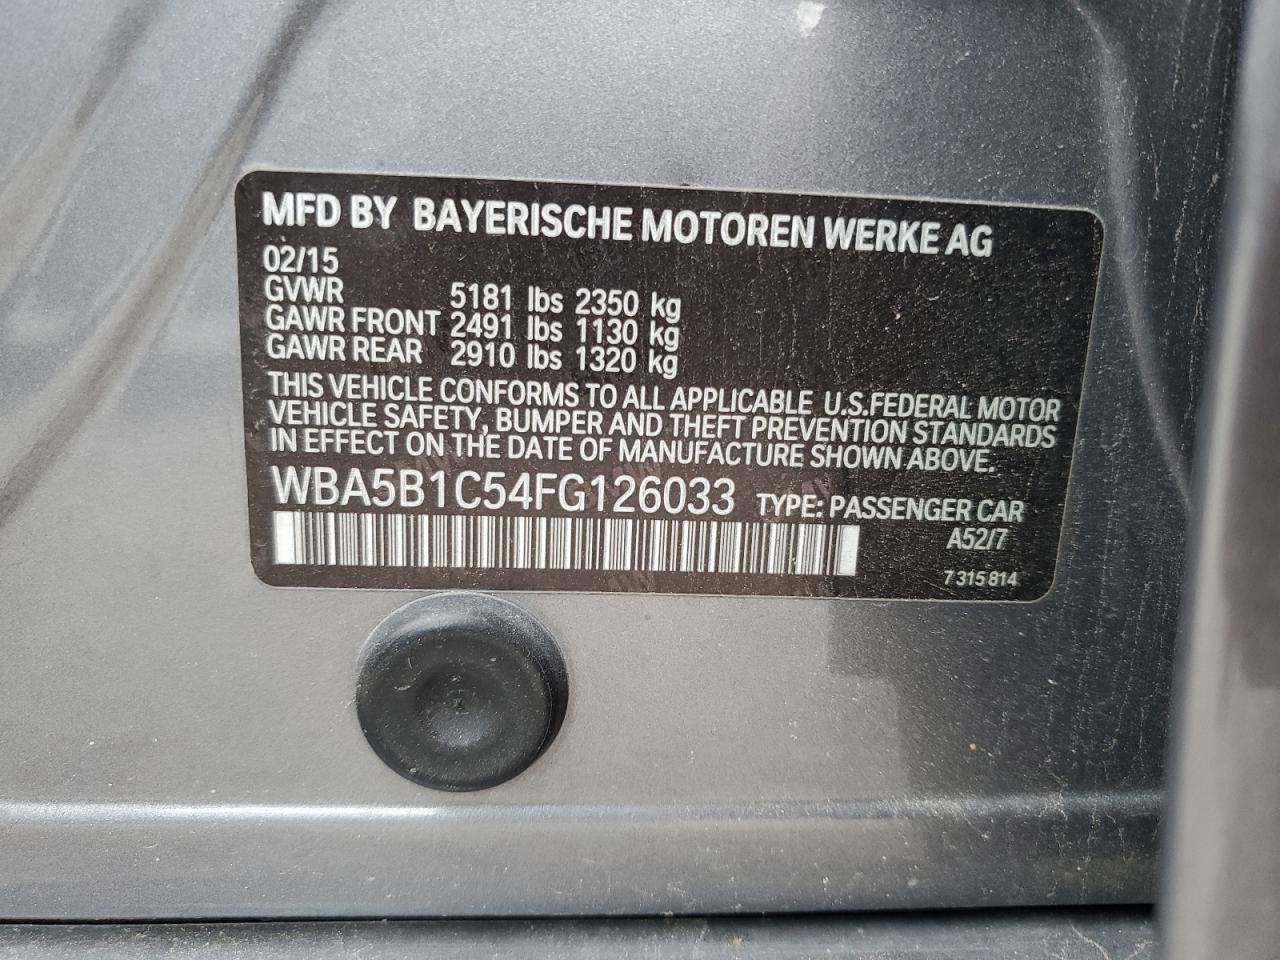 MFD BY BAYERISCHE MOTOREN WERKE AG
02/15
GVWR 5181 lbs 2350 kg
GAWR FRONT 2491 lbs 1130 kg
GAWR REAR 2910 lbs 1320 kg
THIS VEHICLE CONFORMS TO ALL APPLICABLE U.S.FEDERAL MOTOR
VEHICLE SAFETY, BUMPER AND THEFT PREVENTION STANDARDS
IN EFFECT ON THE DATE OF MANUFACTURE SHOWN ABOVE.
WBA5B1C54FG126033 TYPE: PASSENGER CAR
A52/7
7 315 814